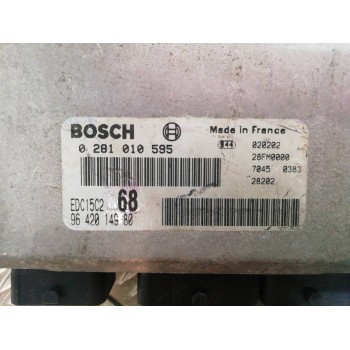 BOSCH
Made in France
0 281 010 595
E44 020202
28FM0000
7045 0383
28202
EDC15C2 68
96 420 149 80